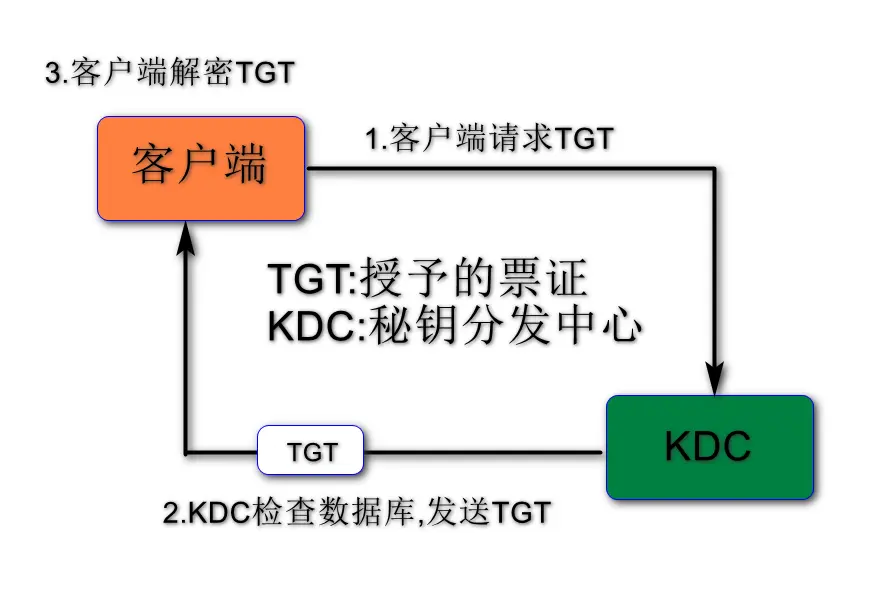 3.客户端解密TGT
1.客户端请求TGT
客户端
TGT:授予的票证
KDC:秘钥分发中心
KDC
TGT
2.KDC检查数据库,发送TGT